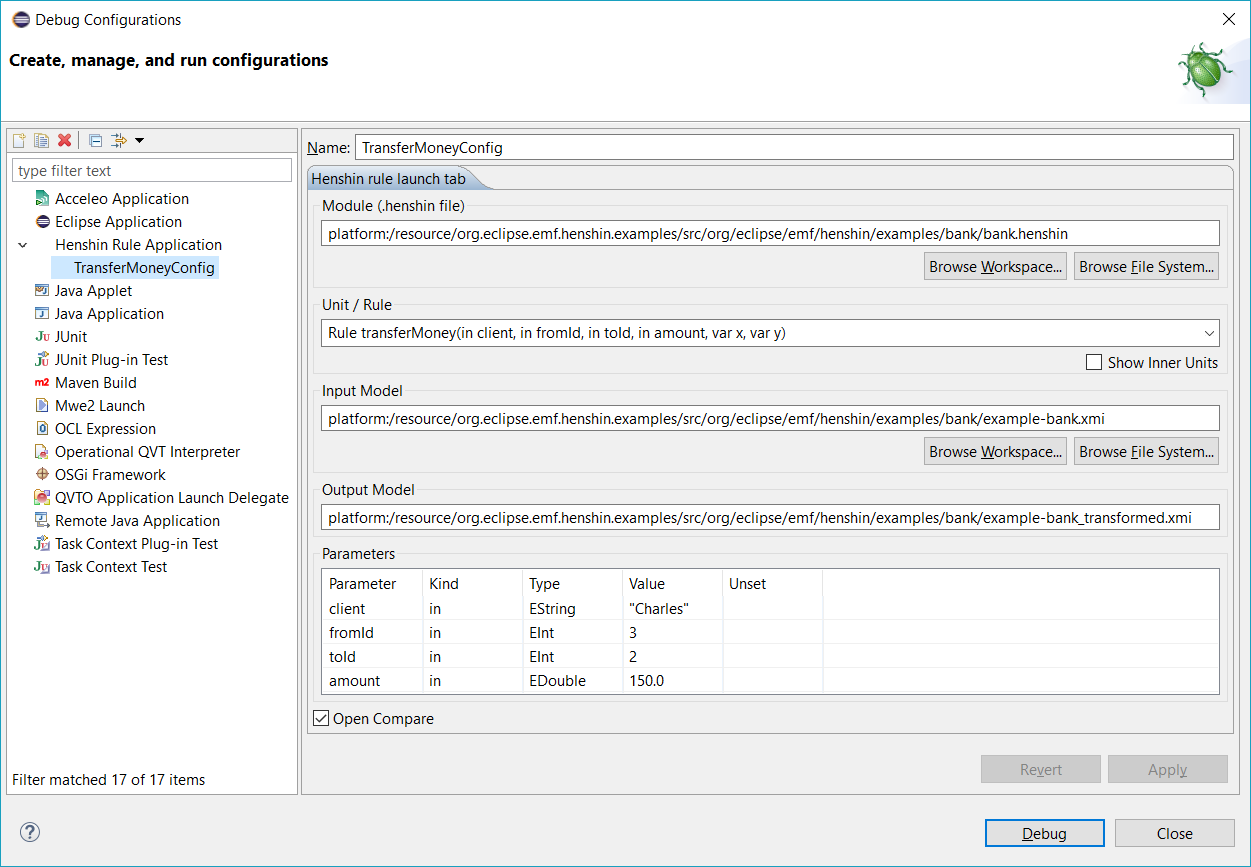 Debug Configurations
Create, manage, and run configurations
type filter text
Acceleo Application
Eclipse Application
Henshin Rule Application
TransferMoneyConfig
Java Applet
Java Application
Ju JUnit
JUnit Plug-in Test
m2 Maven Build
Mwe2 Launch
OCL Expression
Operational QVT Interpreter
OSGi Framework
QVTO Application Launch Delegate
Remote Java Application
Task Context Plug-in Test
Task Context Test
Filter matched 17 of 17 items
Name: TransferMoneyConfig
Henshin rule launch tab
Module (.henshin file)
platform:/resource/org.eclipse.emf.henshin.examples/src/org/eclipse/emf/henshin/examples/bank/bank.henshin
Browse Workspace... Browse File System...
Unit / Rule
Rule transferMoney(in client, in fromId, in toId, in amount, var x, var y)
Show Inner Units
Input Model
platform:/resource/org.eclipse.emf.henshin.examples/src/org/eclipse/emf/henshin/examples/bank/example-bank.xmi
Browse Workspace... Browse File System...
Output Model
platform:/resource/org.eclipse.emf.henshin.examples/src/org/eclipse/emf/henshin/examples/bank/example-bank_transformed.xmi
Parameters
Parameter Kind Type Value Unset
client in EString "Charles"
fromId in EInt 3
toId in EInt 2
amount in EDouble 150.0
Open Compare
Revert Apply
? Debug Close